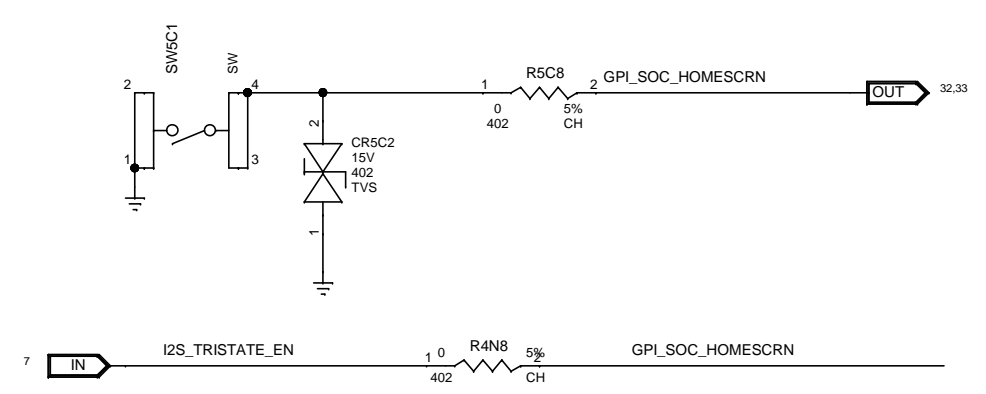 SW5C1
SW
2
4
1
3
2
CR5C2
15V
402
TVS
1
1
R5C8
2
GPI_SOC_HOMESCRN
0
5%
402
CH
OUT
32,33
7
IN
I2S_TRISTATE_EN
1
0
R4N8
5%
2
GPI_SOC_HOMESCRN
402
CH